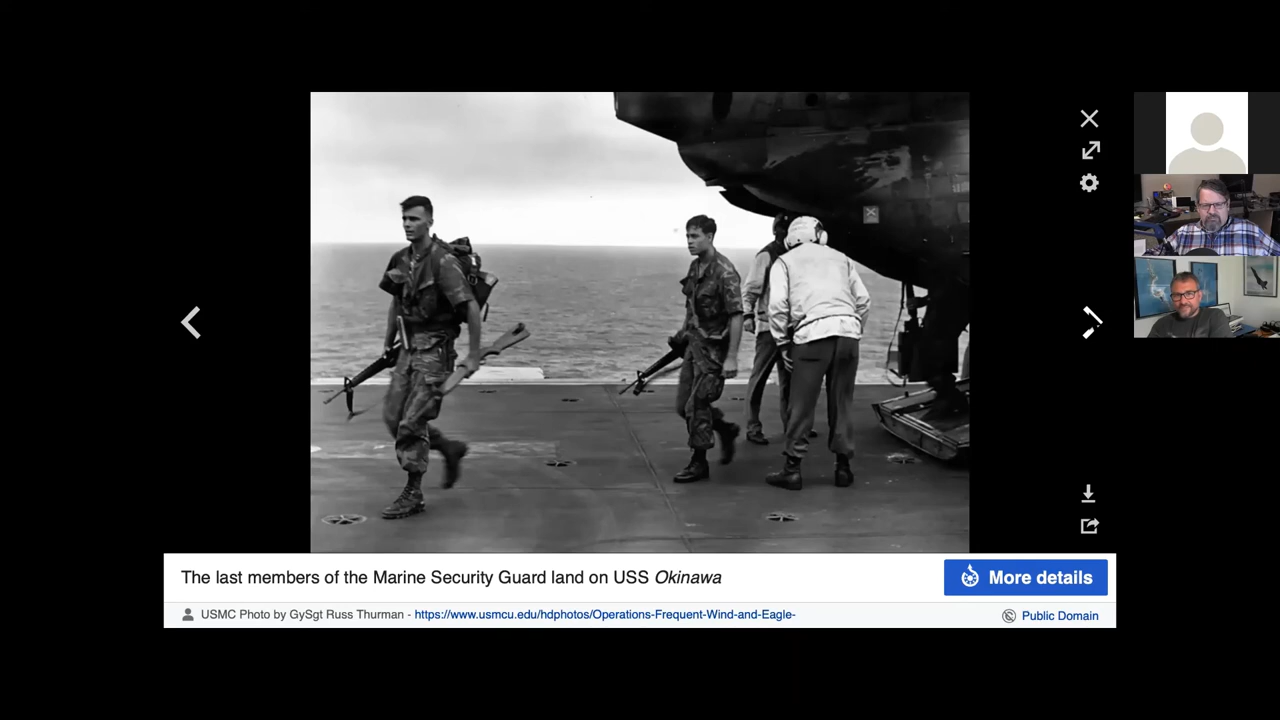 The last members of the Marine Security Guard land on USS Okinawa
More details
USMC Photo by GySgt Russ Thurman - https://www.usmcu.edu/hdphotos/Operations-Frequent-Wind-and-Eagle-
Public Domain